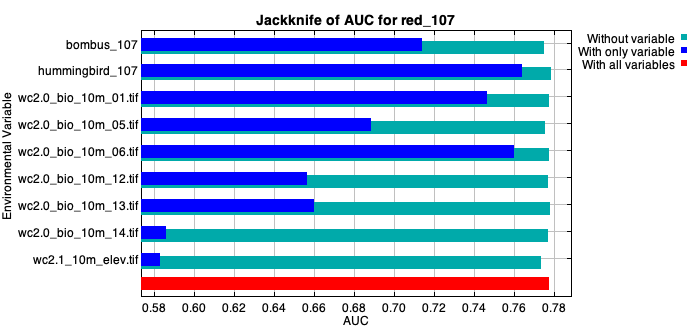 Jackknife of AUC for red_107
Without variable
With only variable
With all variables
Environmental Variable
bombus_107
hummingbird_107
wc2.0_bio_10m_01.tif
wc2.0_bio_10m_05.tif
wc2.0_bio_10m_06.tif
wc2.0_bio_10m_12.tif
wc2.0_bio_10m_13.tif
wc2.0_bio_10m_14.tif
wc2.1_10m_elev.tif
0.58 0.60 0.62 0.64 0.66 0.68 0.70 0.72 0.74 0.76 0.78
AUC